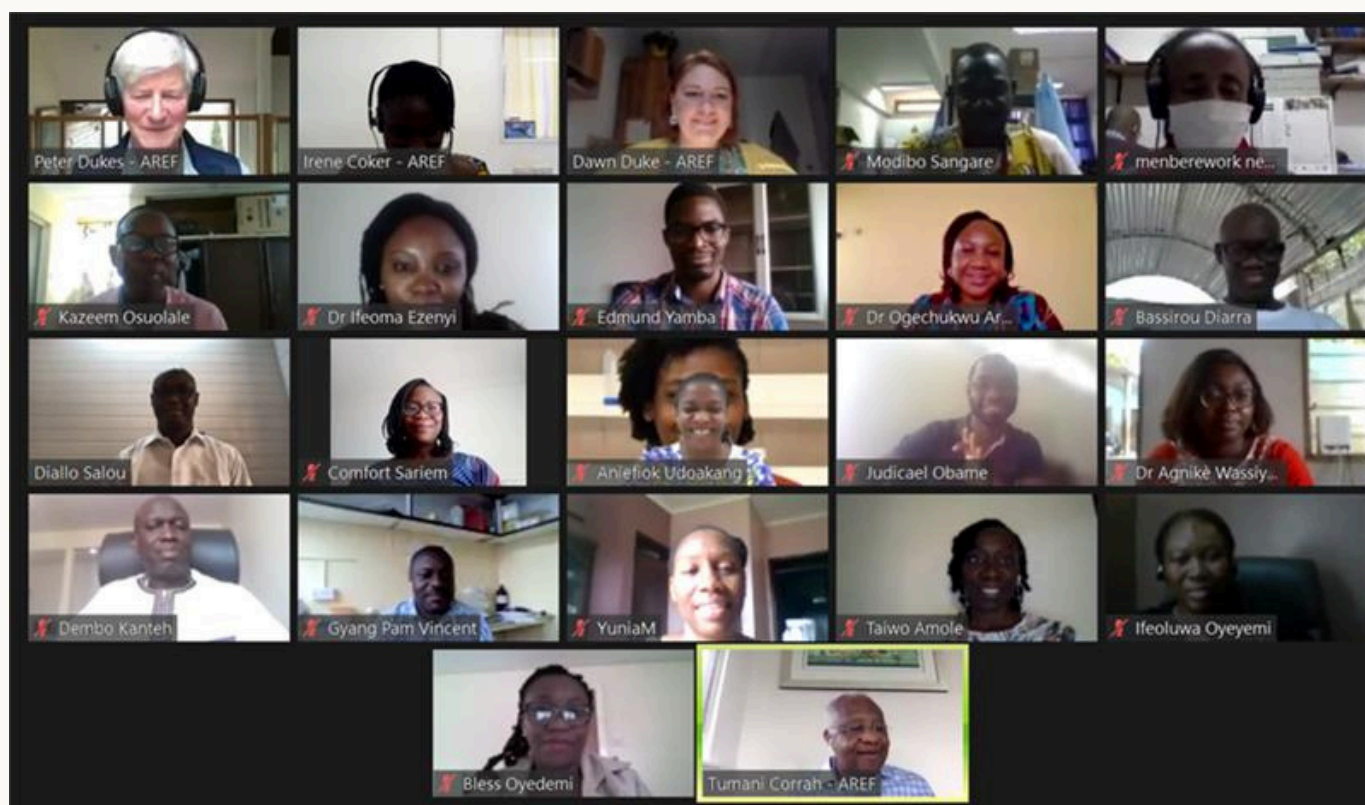 Peter Dukes - AREF
Irene Coker - AREF
Dawn Duke - AREF
Modibo Sangare
menberework ne...
Kazeem Osuolale
Dr Ifeoma Ezenyi
Edmund Yamba
Dr Ogechukwu Ar...
Bassirou Diarra
Diallo Salou
Comfort Sariem
Aniefiok Udoakang
Judicael Obame
Dr Agnikè Wassiy...
Dembo Kanteh
Gyang Pam Vincent
YuniaM
Taiwo Amole
Ifeoluwa Oyeyemi
Bless Oyedemi
Tumani Corrah - AREF